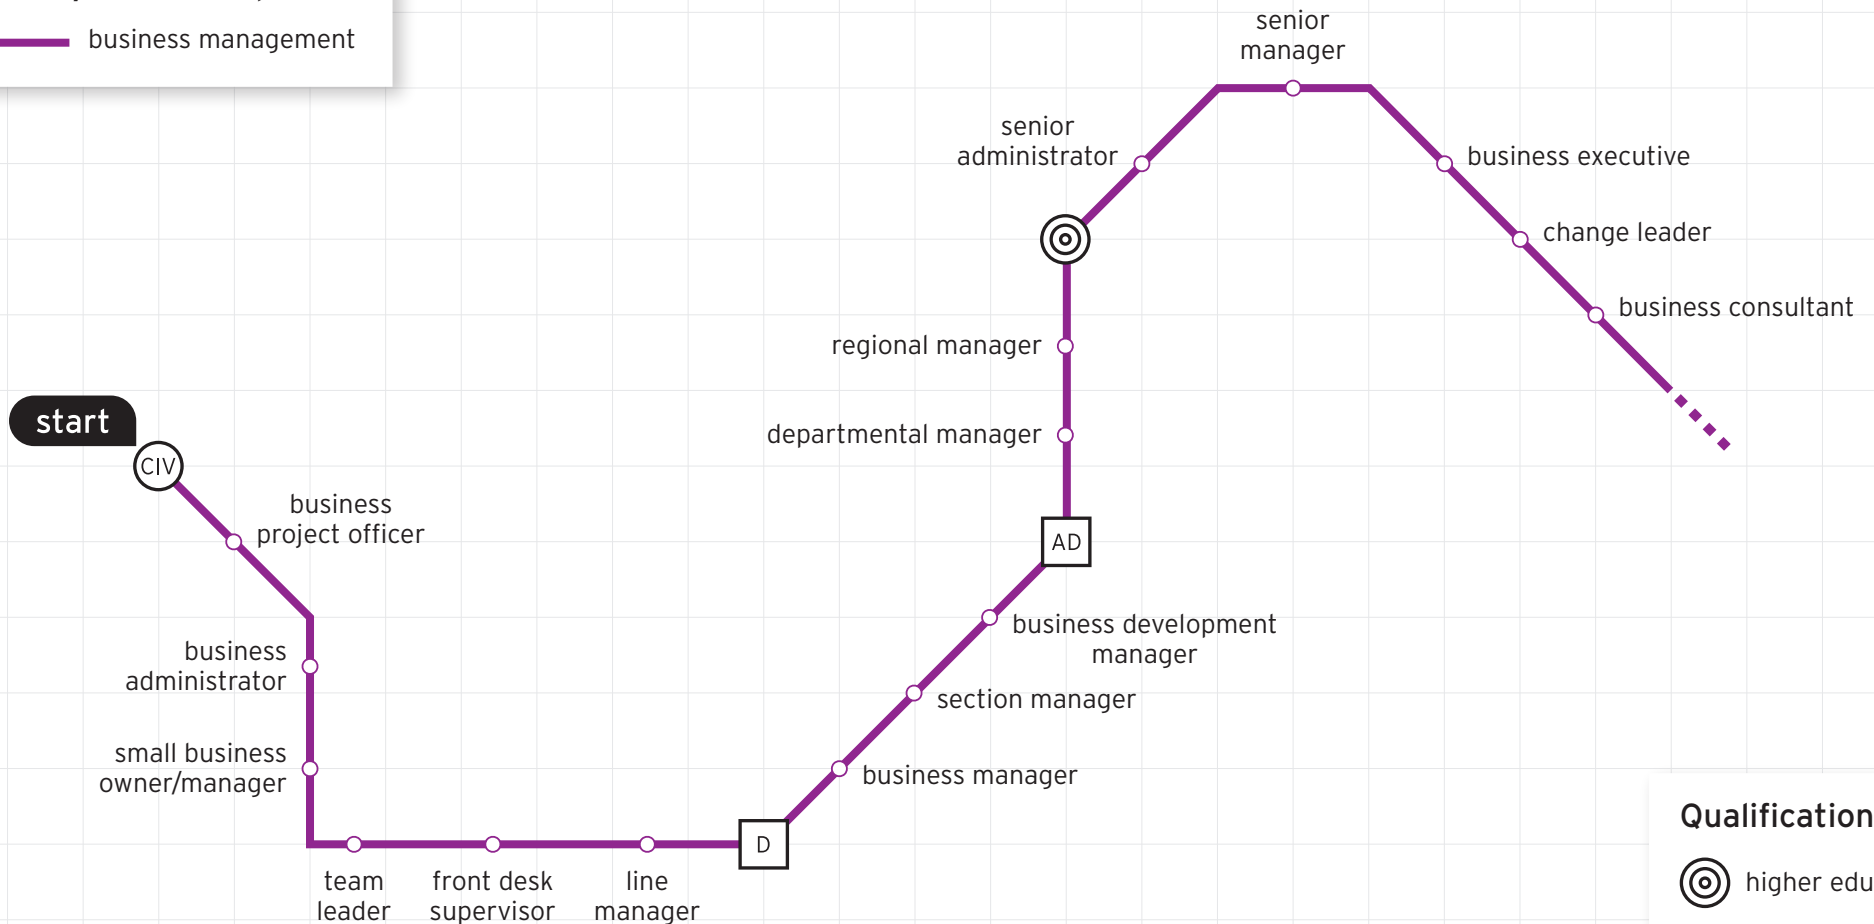 business management
senior
manager
senior
administrator
business executive
change leader
business consultant
regional manager
departmental manager
start
CIV
business
project officer
AD
business development
manager
business
administrator
section manager
small business
owner/manager
business manager
D
team
leader
front desk
supervisor
line
manager
Qualification
higher edu